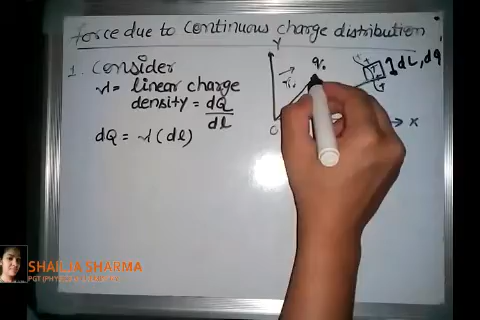 force due to continuous charge distribution
1. Consider
λ = linear charge
density = dQ
dl
dQ = λ (dl)
Y
q₀
dL, dQ
O
X
SHAILJA SHARMA